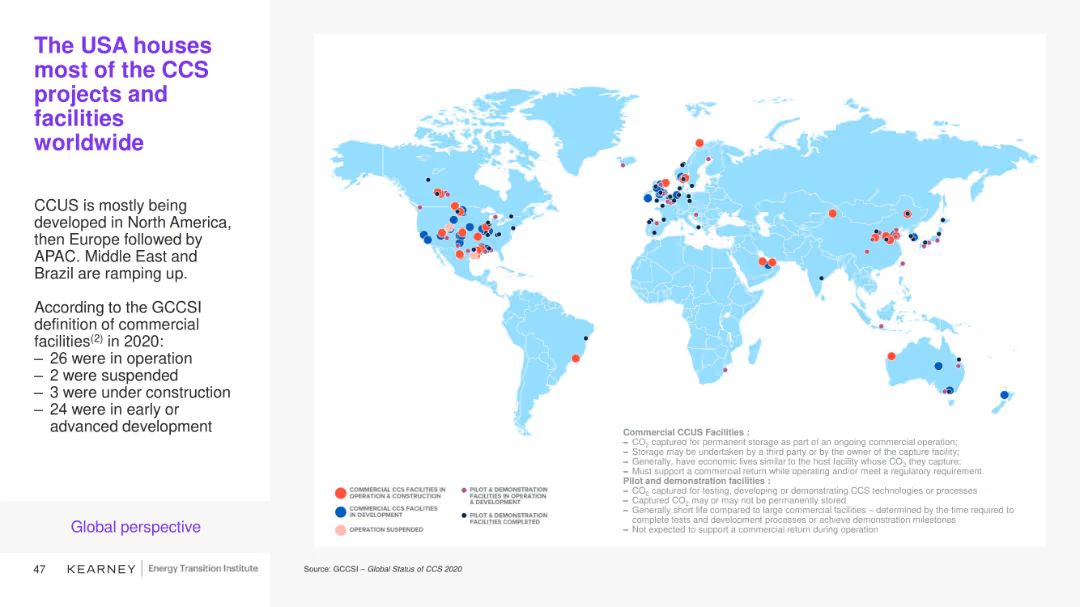 The USA houses
most of the CCS
projects and
facilities
worldwide
CCUS is mostly being
developed in North America,
then Europe followed by
APAC. Middle East and
Brazil are ramping up.
According to the GCCSI
definition of commercial
facilities(2) in 2020:
– 26 were in operation
– 2 were suspended
– 3 were under construction
– 24 were in early or
advanced development
Global perspective
COMMERCIAL CCS FACILITIES IN
OPERATION & CONSTRUCTION
COMMERCIAL CCS FACILITIES
IN DEVELOPMENT
OPERATION SUSPENDED
PILOT & DEMONSTRATION
FACILITIES IN OPERATION
& DEVELOPMENT
PILOT & DEMONSTRATION
FACILITIES COMPLETED
Commercial CCUS Facilities :
– CO2 captured for permanent storage as part of an ongoing commercial operation;
– Storage may be undertaken by a third party or by the owner of the capture facility;
– Generally, have economic lives similar to the host facility whose CO2 they capture;
– Must support a commercial return while operating and/or meet a regulatory requirement.
Pilot and demonstration facilities :
– CO2 captured for testing, developing or demonstrating CCS technologies or processes
– Captured CO2 may or may not be permanently stored
– Generally short life compared to large commercial facilities – determined by the time required to
complete tests and development processes or achieve demonstration milestones
– Not expected to support a commercial return during operation
47 KEARNEY Energy Transition Institute
Source: GCCSI – Global Status of CCS 2020